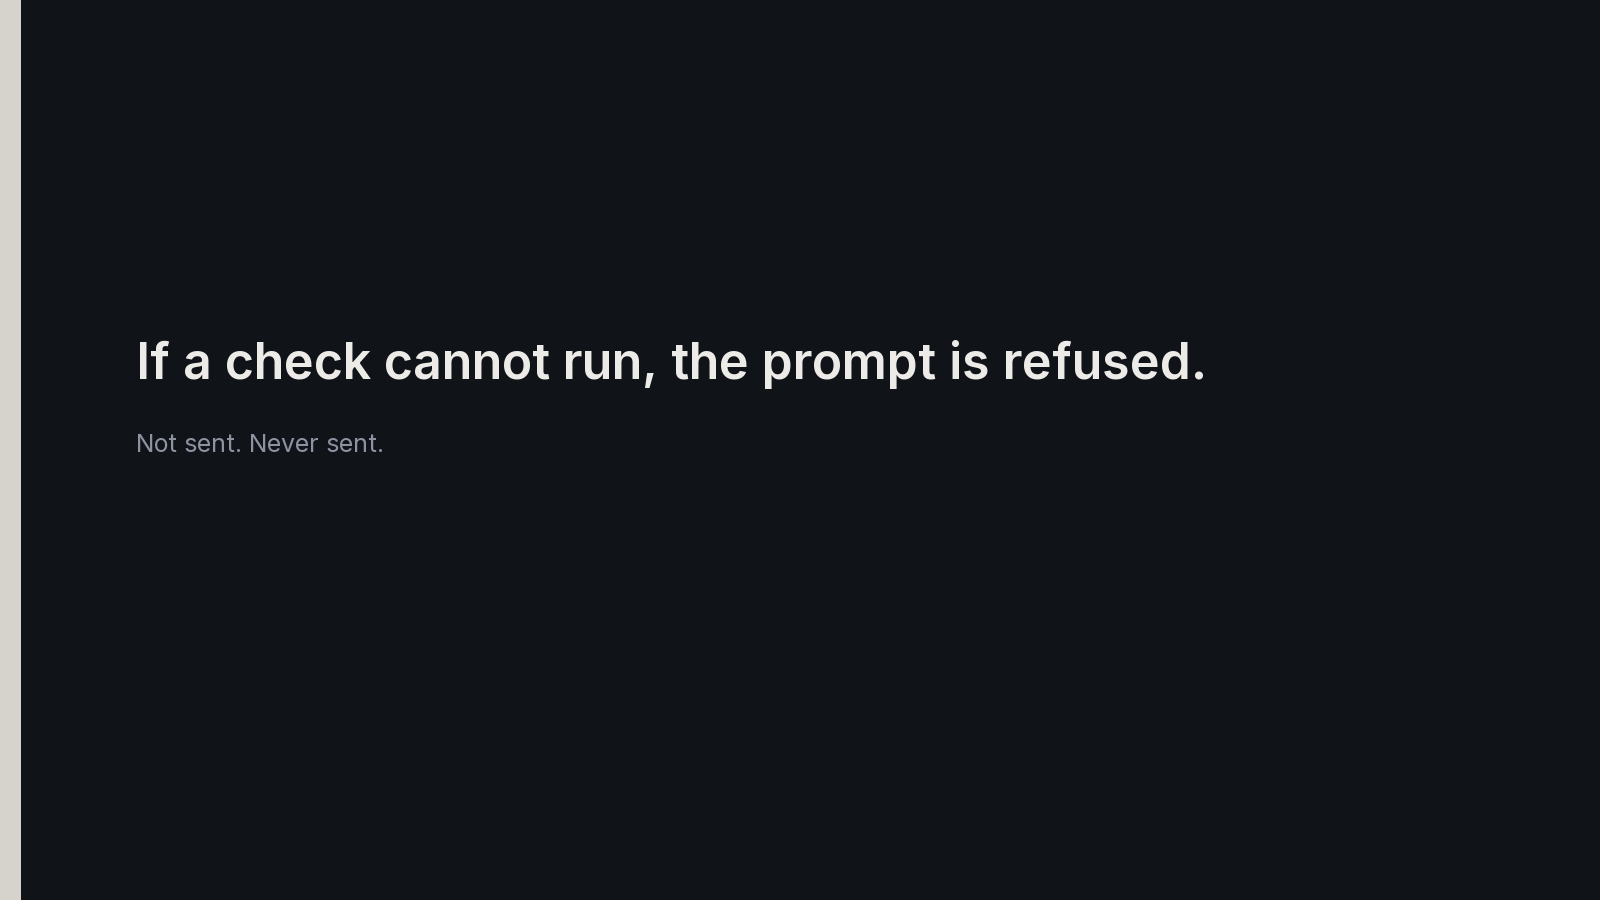 If a check cannot run, the prompt is refused.
Not sent. Never sent.